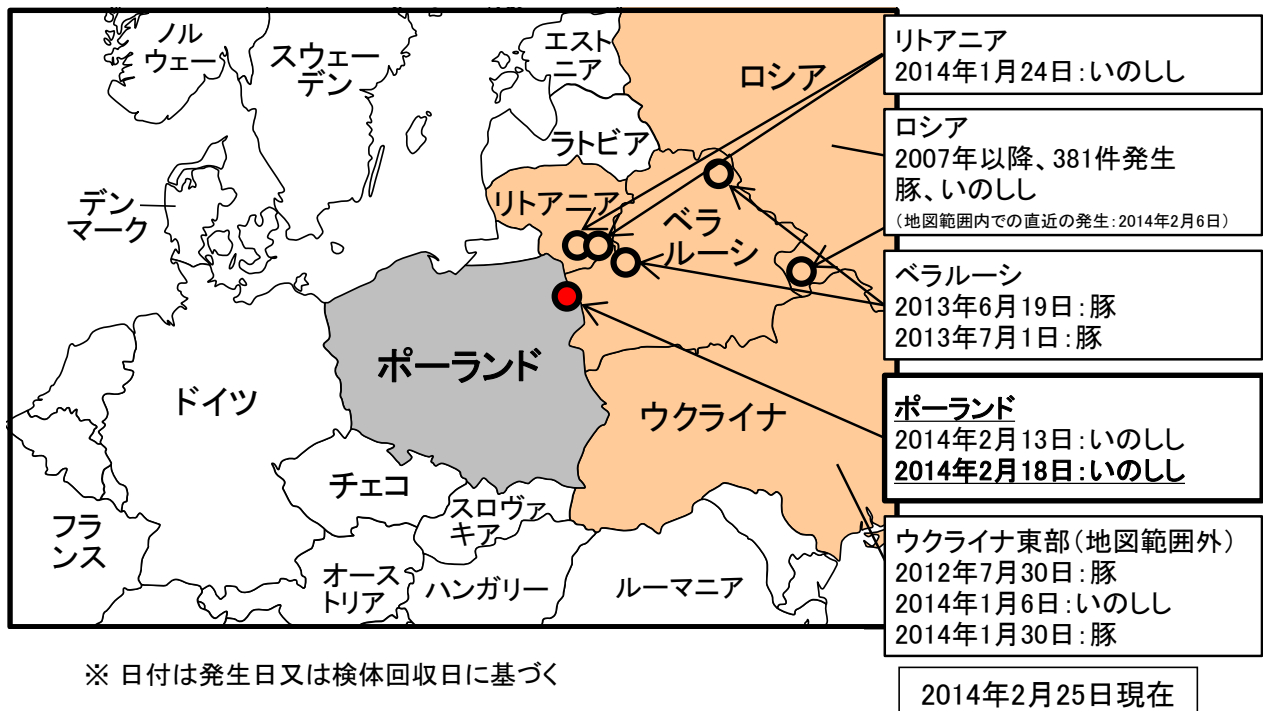 ノル
ウェー
スウェー
デン
エスト
ニア
ロシア
ラトビア
デン
マーク
リトアニア
ベラ
ルーシ
ポーランド
ドイツ
ウクライナ
チェコ
スロヴァ
キア
フラ
ンス
オース
トリア
ハンガリー
ルーマニア
リトアニア
2014年1月24日：いのしし
ロシア
2007年以降、381件発生
豚、いのしし
（地図範囲内での直近の発生：2014年2月6日）
ベラルーシ
2013年6月19日：豚
2013年7月1日：豚
ポーランド
2014年2月13日：いのしし
2014年2月18日：いのしし
ウクライナ東部（地図範囲外）
2012年7月30日：豚
2014年1月6日：いのしし
2014年1月30日：豚
※ 日付は発生日又は検体回収日に基づく
2014年2月25日現在